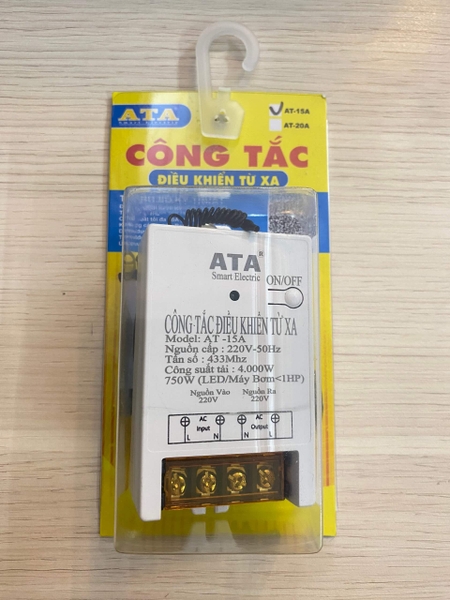 ATA
Smart Electric
AT-15A
AT-20A
CÔNG TẮC
ĐIỀU KHIỂN TỪ XA
ATA
Smart Electric
ON/OFF
CÔNG TẮC ĐIỀU KHIỂN TỪ XA
Model: AT -15A
Nguồn cấp : 220V-50Hz
Tần số : 433Mhz
Công suất tải : 4.000W
750W (LED/Máy Bơm<1HP)
Nguồn Vào Nguồn Ra
220V 220V
AC AC
Input Output
L N N L